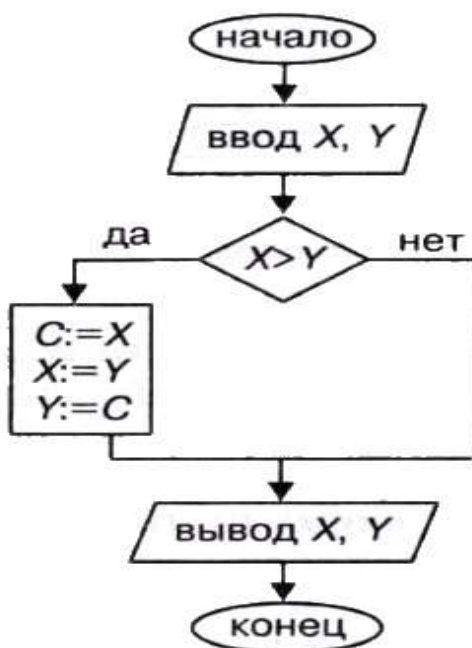 начало
ввод X, Y
да
X>Y
нет
C:=X
X:=Y
Y:=C
вывод X, Y
конец